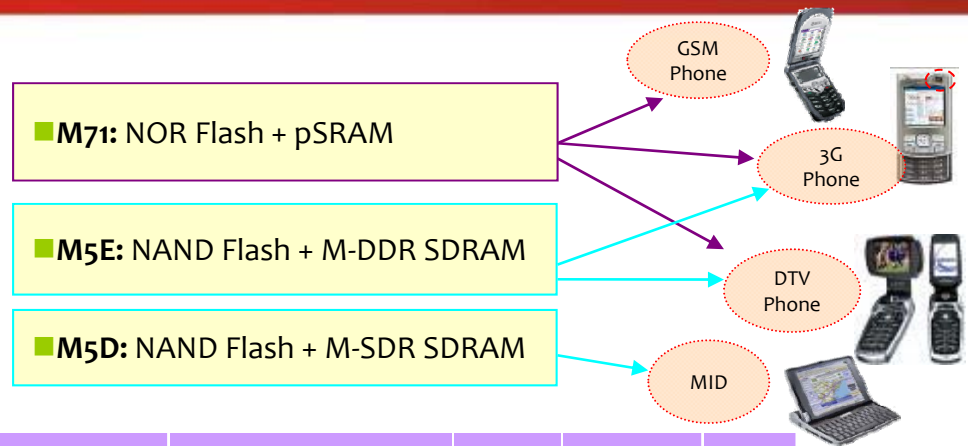 GSM
Phone
M71: NOR Flash + pSRAM
3G
Phone
M5E: NAND Flash + M-DDR SDRAM
DTV
Phone
M5D: NAND Flash + M-SDR SDRAM
MID